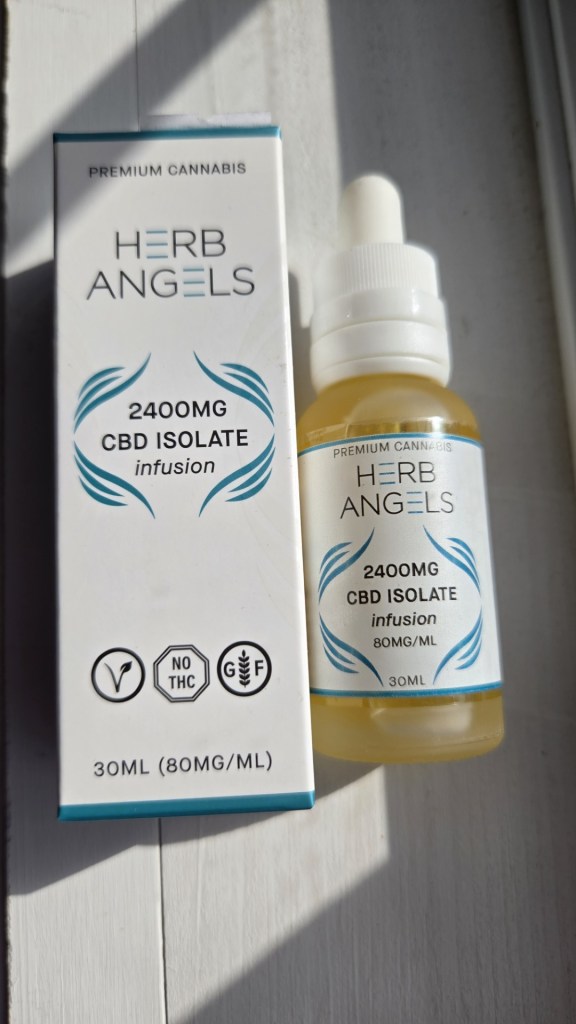 PREMIUM CANNABIS
HERB
ANGELS
2400MG
CBD ISOLATE
infusion
V
NO
THC
G F
30ML (80MG/ML)
PREMIUM CANNABIS
HERB
ANGELS
2400MG
CBD ISOLATE
infusion
80MG/ML
30ML